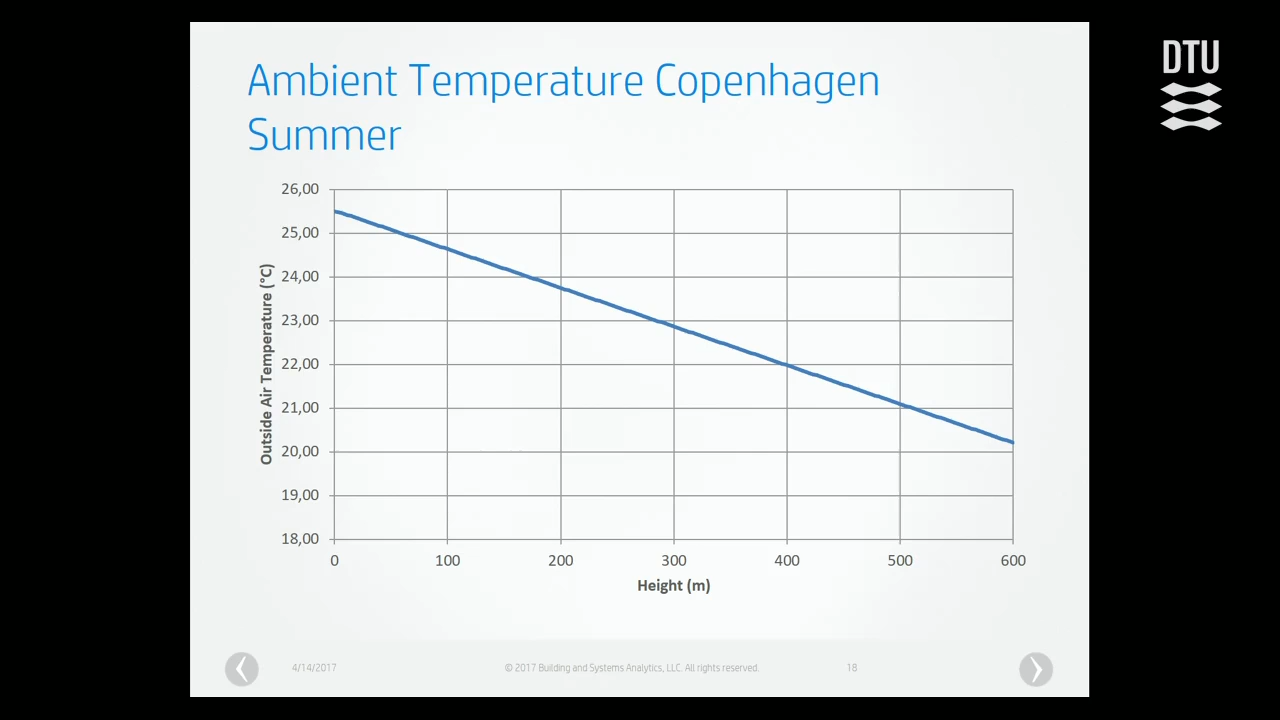 DTU
Ambient Temperature Copenhagen
Summer
26,00
25,00
24,00
23,00
22,00
21,00
20,00
19,00
18,00
Outside Air Temperature (°C)
0 100 200 300 400 500 600
Height (m)
4/14/2017 © 2017 Building and Systems Analytics, LLC. All rights reserved. 18